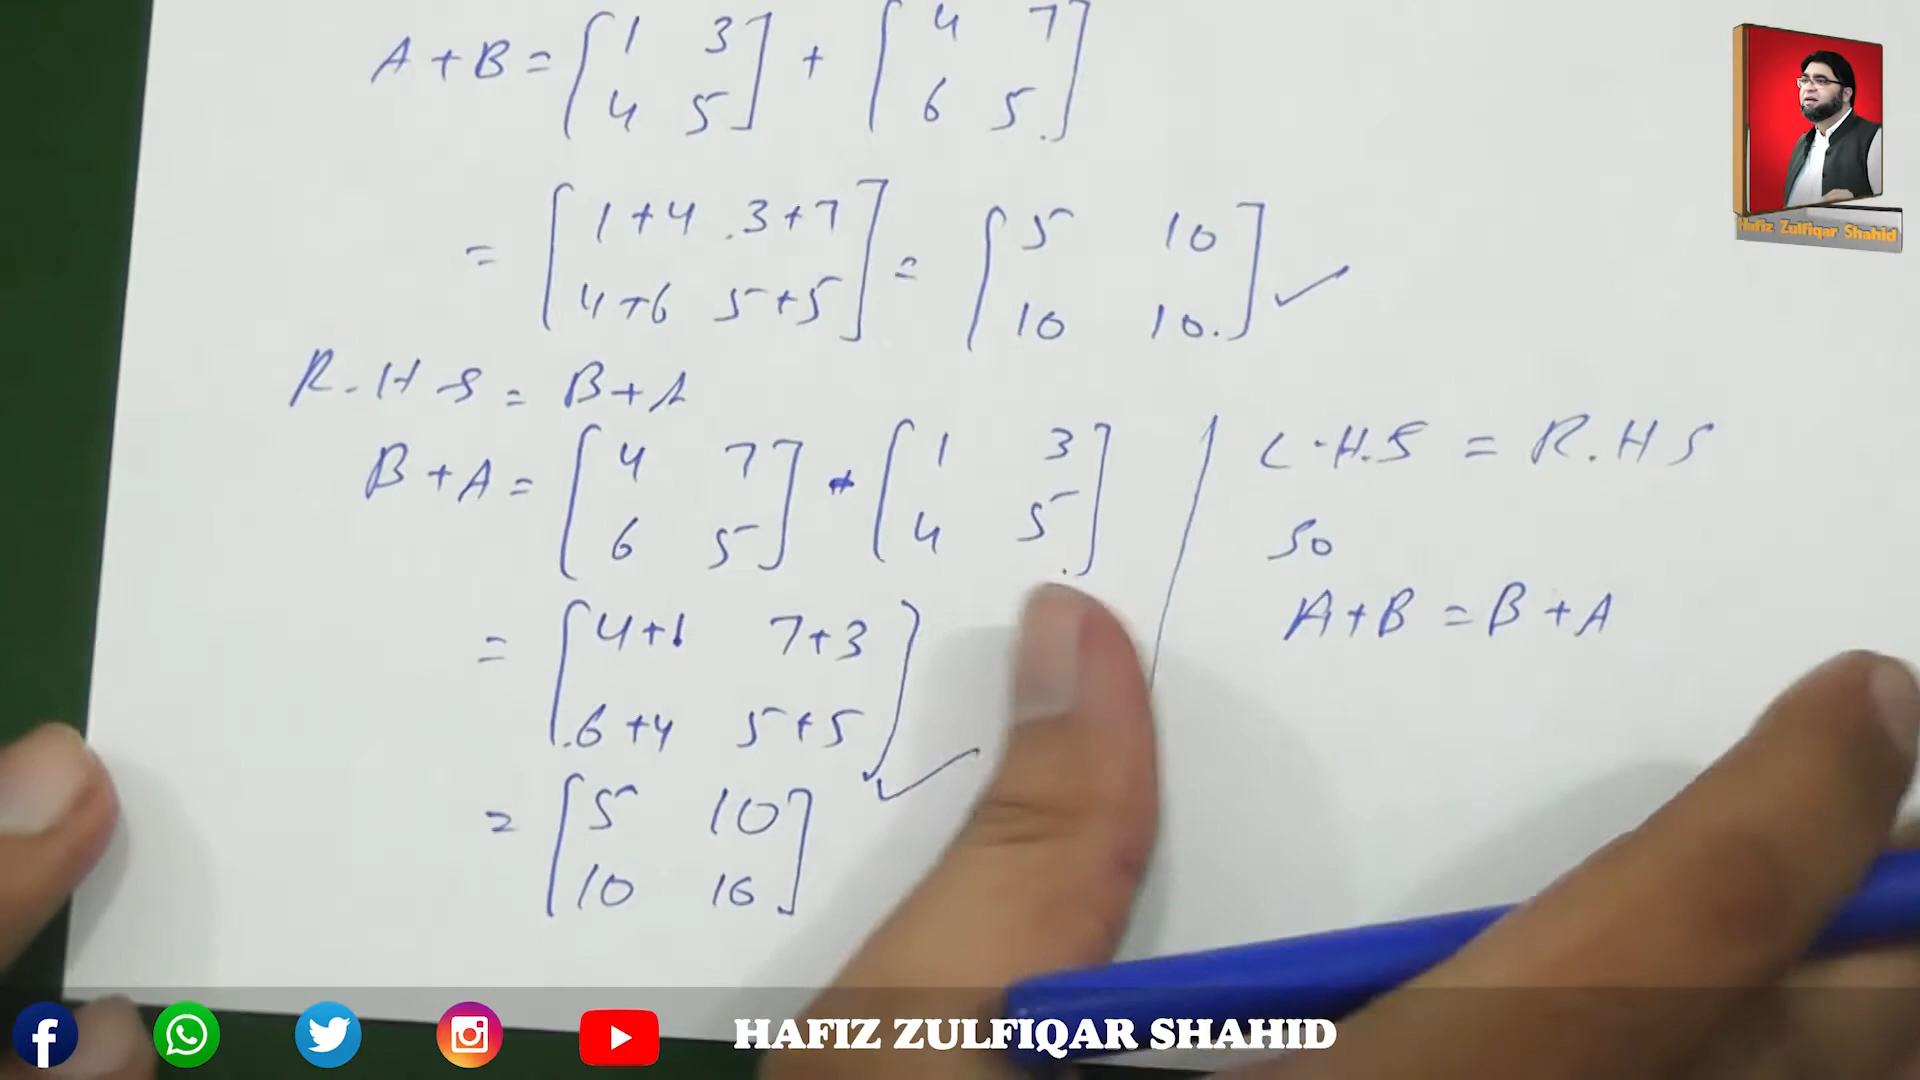 A + B = [ 1 3 ] + [ 4 7 ]
[ 4 5 ] [ 6 5 ]
= [ 1+4 3+7 ] = [ 5 10 ] ✓
[ 4+6 5+5 ] [ 10 10 ]
R.H.S = B+A
B + A = [ 4 7 ] + [ 1 3 ]
[ 6 5 ] [ 4 5 ]
= [ 4+1 7+3 ]
[ 6+4 5+5 ] ✓
= [ 5 10 ]
[ 10 10 ]
L.H.S = R.H.S
So
A+B = B+A
Hafiz Zulfiqar Shahid
HAFIZ ZULFIQAR SHAHID